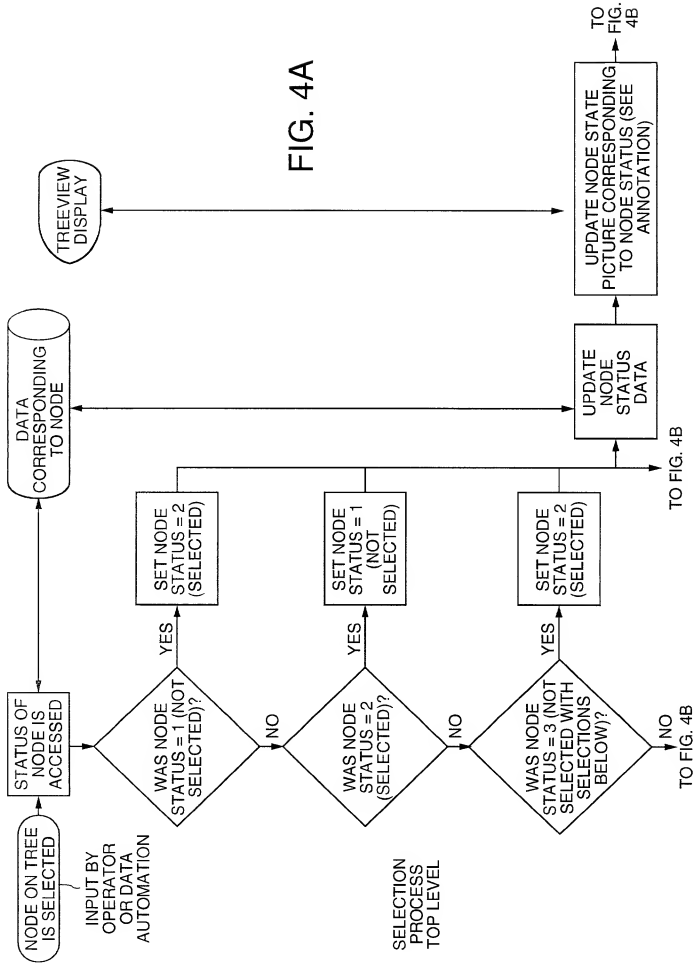 NODE ON TREE
IS SELECTED
INPUT BY
OPERATOR
OR DATA
AUTOMATION
STATUS OF
NODE IS
ACCESSED
DATA
CORRESPONDING
TO NODE
TREEVIEW
DISPLAY
FIG. 4A
WAS NODE
STATUS = 1 (NOT
SELECTED)?
YES
SET NODE
STATUS = 2
(SELECTED)
NO
WAS NODE
STATUS = 2
(SELECTED)?
YES
SET NODE
STATUS = 1
(NOT
SELECTED)
NO
WAS NODE
STATUS = 3 (NOT
SELECTED WITH
SELECTIONS
BELOW)?
YES
SET NODE
STATUS = 2
(SELECTED)
NO
TO FIG. 4B
TO FIG. 4B
UPDATE
NODE
STATUS
DATA
UPDATE NODE STATE
PICTURE CORRESPONDING
TO NODE STATUS (SEE
ANNOTATION)
TO
FIG.
4B
SELECTION
PROCESS
TOP LEVEL